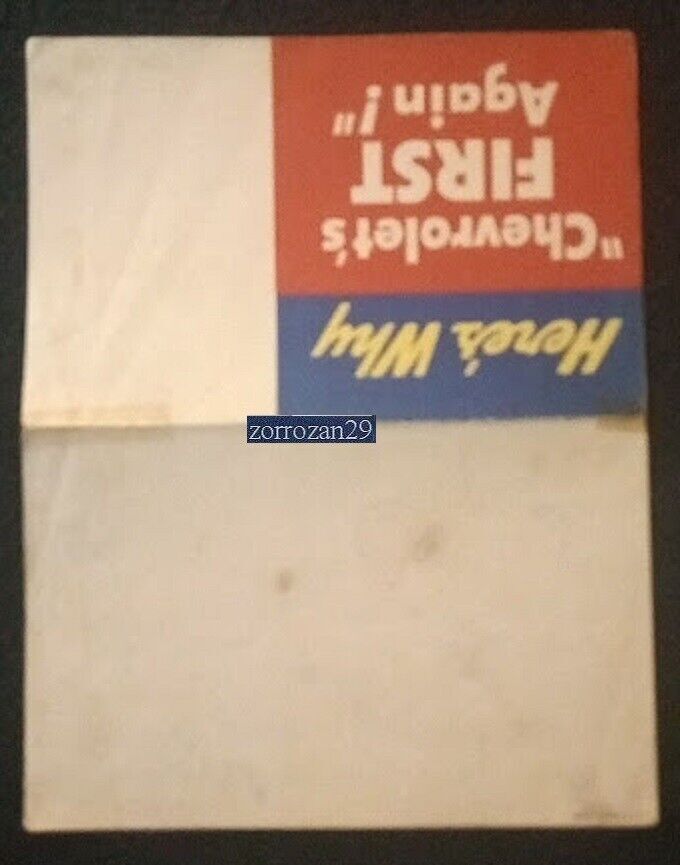 Here's Why
"Chevrolet's
FIRST
Again!"
zorrozan29